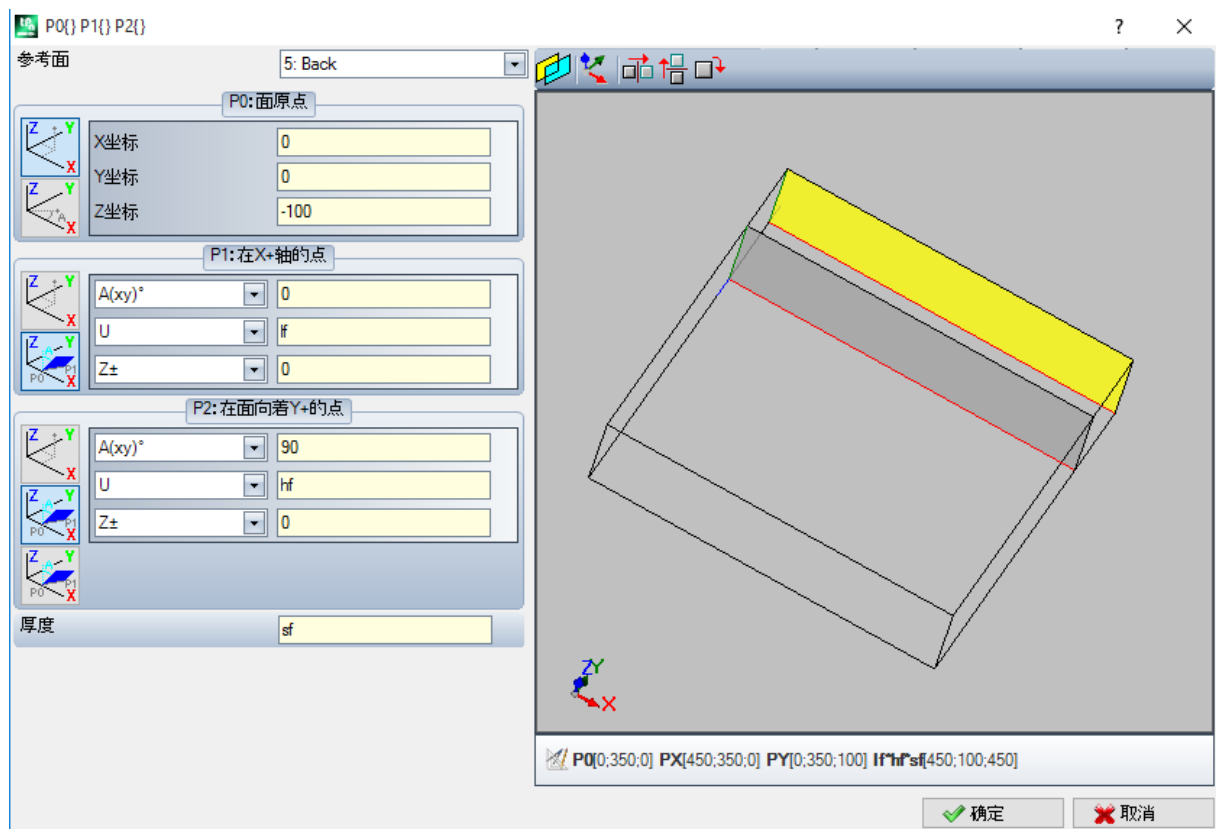 P0{} P1{} P2{}
?
参考面 5: Back
P0:面原点
X坐标 0
Y坐标 0
Z坐标 -100
P1:在X+轴的点
A(xy)° 0
U lf
Z± 0
P2:在面向着Y+的点
A(xy)° 90
U hf
Z± 0
厚度 sf
Z Y
X
P0[0;350;0] PX[450;350;0] PY[0;350;100] lf*hf*sf[450;100;450]
确定 取消